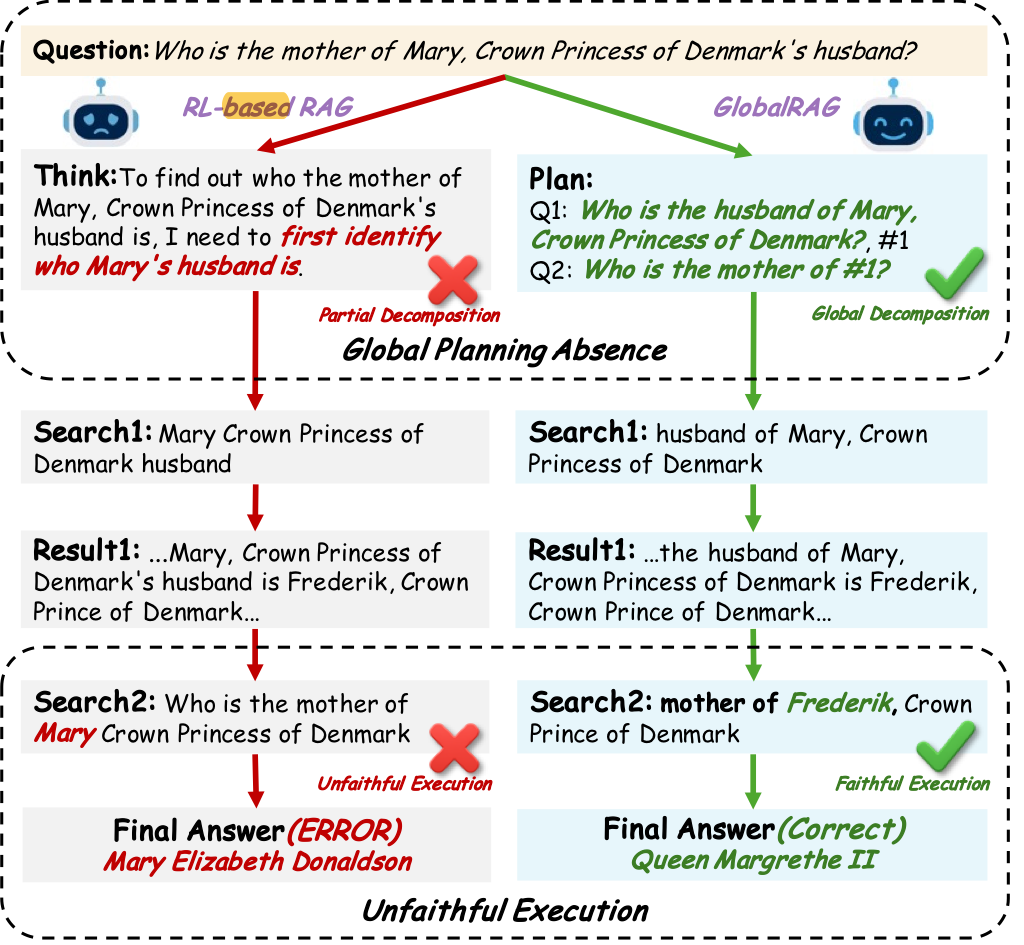 Question: Who is the mother of Mary, Crown Princess of Denmark's husband?
RL-based RAG
GlobalRAG
Think: To find out who the mother of
Mary, Crown Princess of Denmark's
husband is, I need to first identify
who Mary's husband is.
Partial Decomposition
Plan:
Q1: Who is the husband of Mary,
Crown Princess of Denmark?, #1
Q2: Who is the mother of #1?
Global Decomposition
Global Planning Absence
Search1: Mary Crown Princess of
Denmark husband
Search1: husband of Mary, Crown
Princess of Denmark
Result1: ...Mary, Crown Princess of
Denmark's husband is Frederik, Crown
Prince of Denmark...
Result1: ...the husband of Mary,
Crown Princess of Denmark is Frederik,
Crown Prince of Denmark...
Search2: Who is the mother of
Mary Crown Princess of Denmark
Unfaithful Execution
Search2: mother of Frederik, Crown
Prince of Denmark
Faithful Execution
Final Answer(ERROR)
Mary Elizabeth Donaldson
Final Answer(Correct)
Queen Margrethe II
Unfaithful Execution